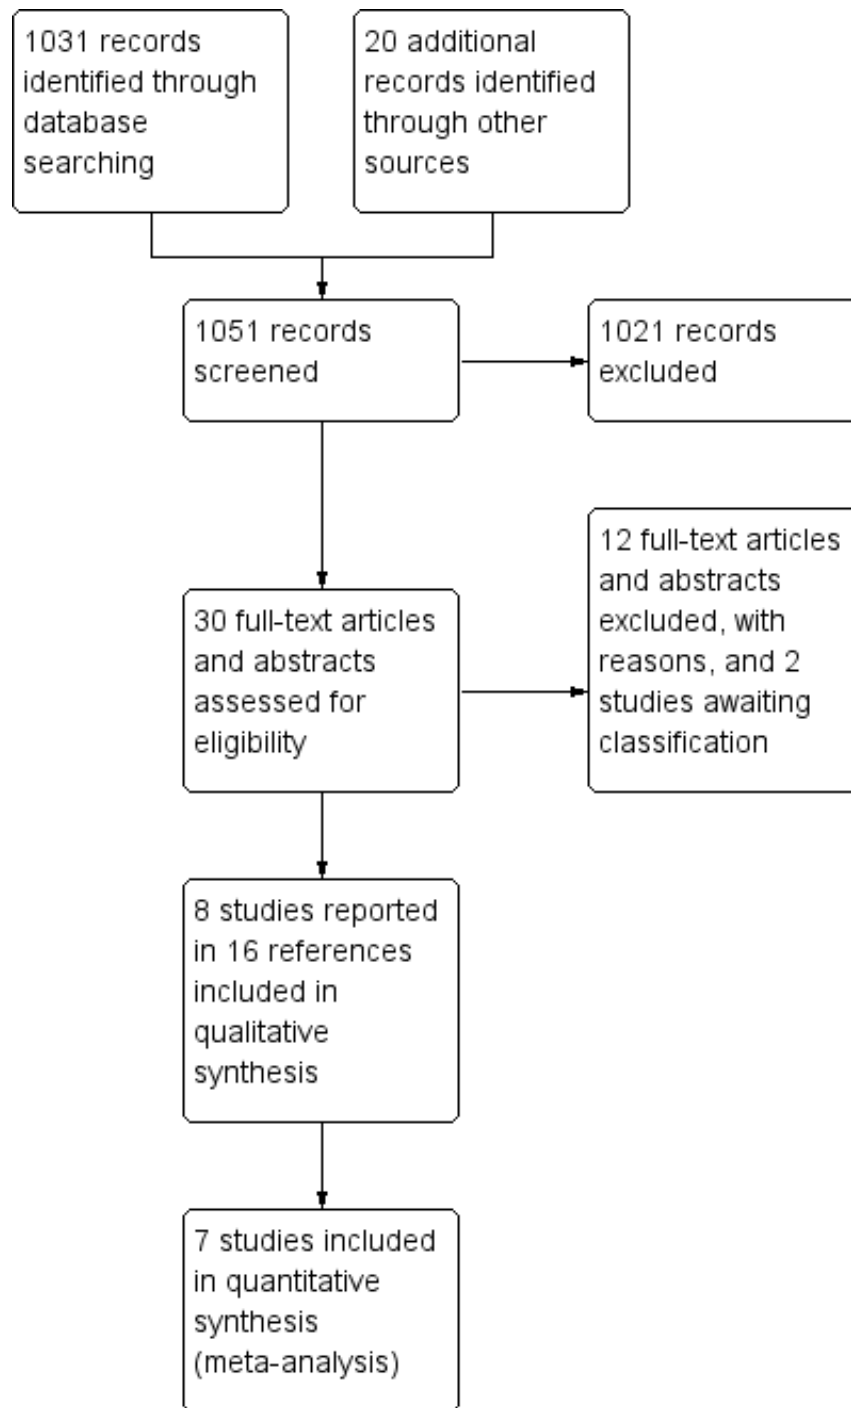 1031 records
identified through
database
searching
20 additional
records identified
through other
sources
1051 records
screened
1021 records
excluded
30 full-text articles
and abstracts
assessed for
eligibility
12 full-text articles
and abstracts
excluded, with
reasons, and 2
studies awaiting
classification
8 studies reported
in 16 references
included in
qualitative
synthesis
7 studies included
in quantitative
synthesis
(meta-analysis)